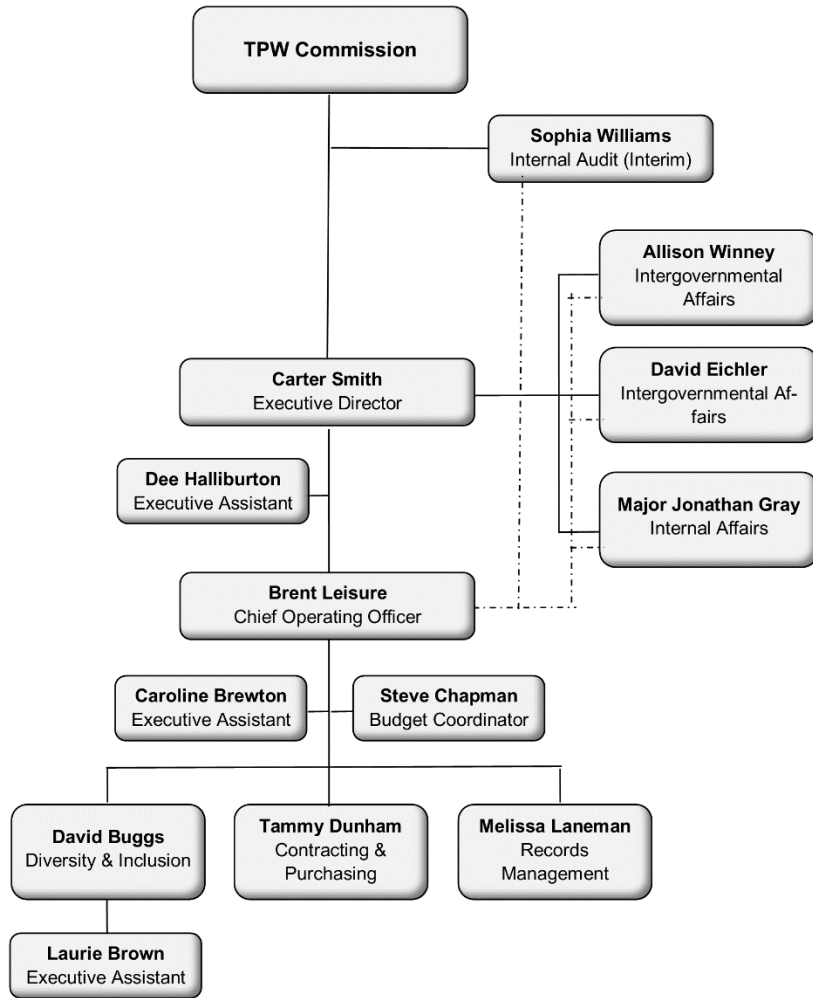 TPW Commission
Sophia Williams
Internal Audit (Interim)
Allison Winney
Intergovernmental
Affairs
Carter Smith
Executive Director
David Eichler
Intergovernmental Af-
fairs
Dee Halliburton
Executive Assistant
Major Jonathan Gray
Internal Affairs
Brent Leisure
Chief Operating Officer
Caroline Brewton
Executive Assistant
Steve Chapman
Budget Coordinator
David Buggs
Diversity & Inclusion
Tammy Dunham
Contracting &
Purchasing
Melissa Laneman
Records
Management
Laurie Brown
Executive Assistant